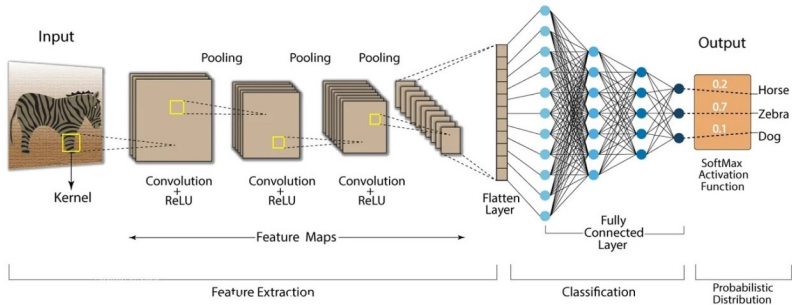 Input
Pooling
Pooling
Pooling
Output
0.2
Horse
0.7
Zebra
0.1
Dog
Kernel
Convolution
+
ReLU
Convolution
+
ReLU
Convolution
+
ReLU
Flatten
Layer
SoftMax
Activation
Function
Feature Maps
Fully
Connected
Layer
Feature Extraction
Classification
Probabilistic
Distribution